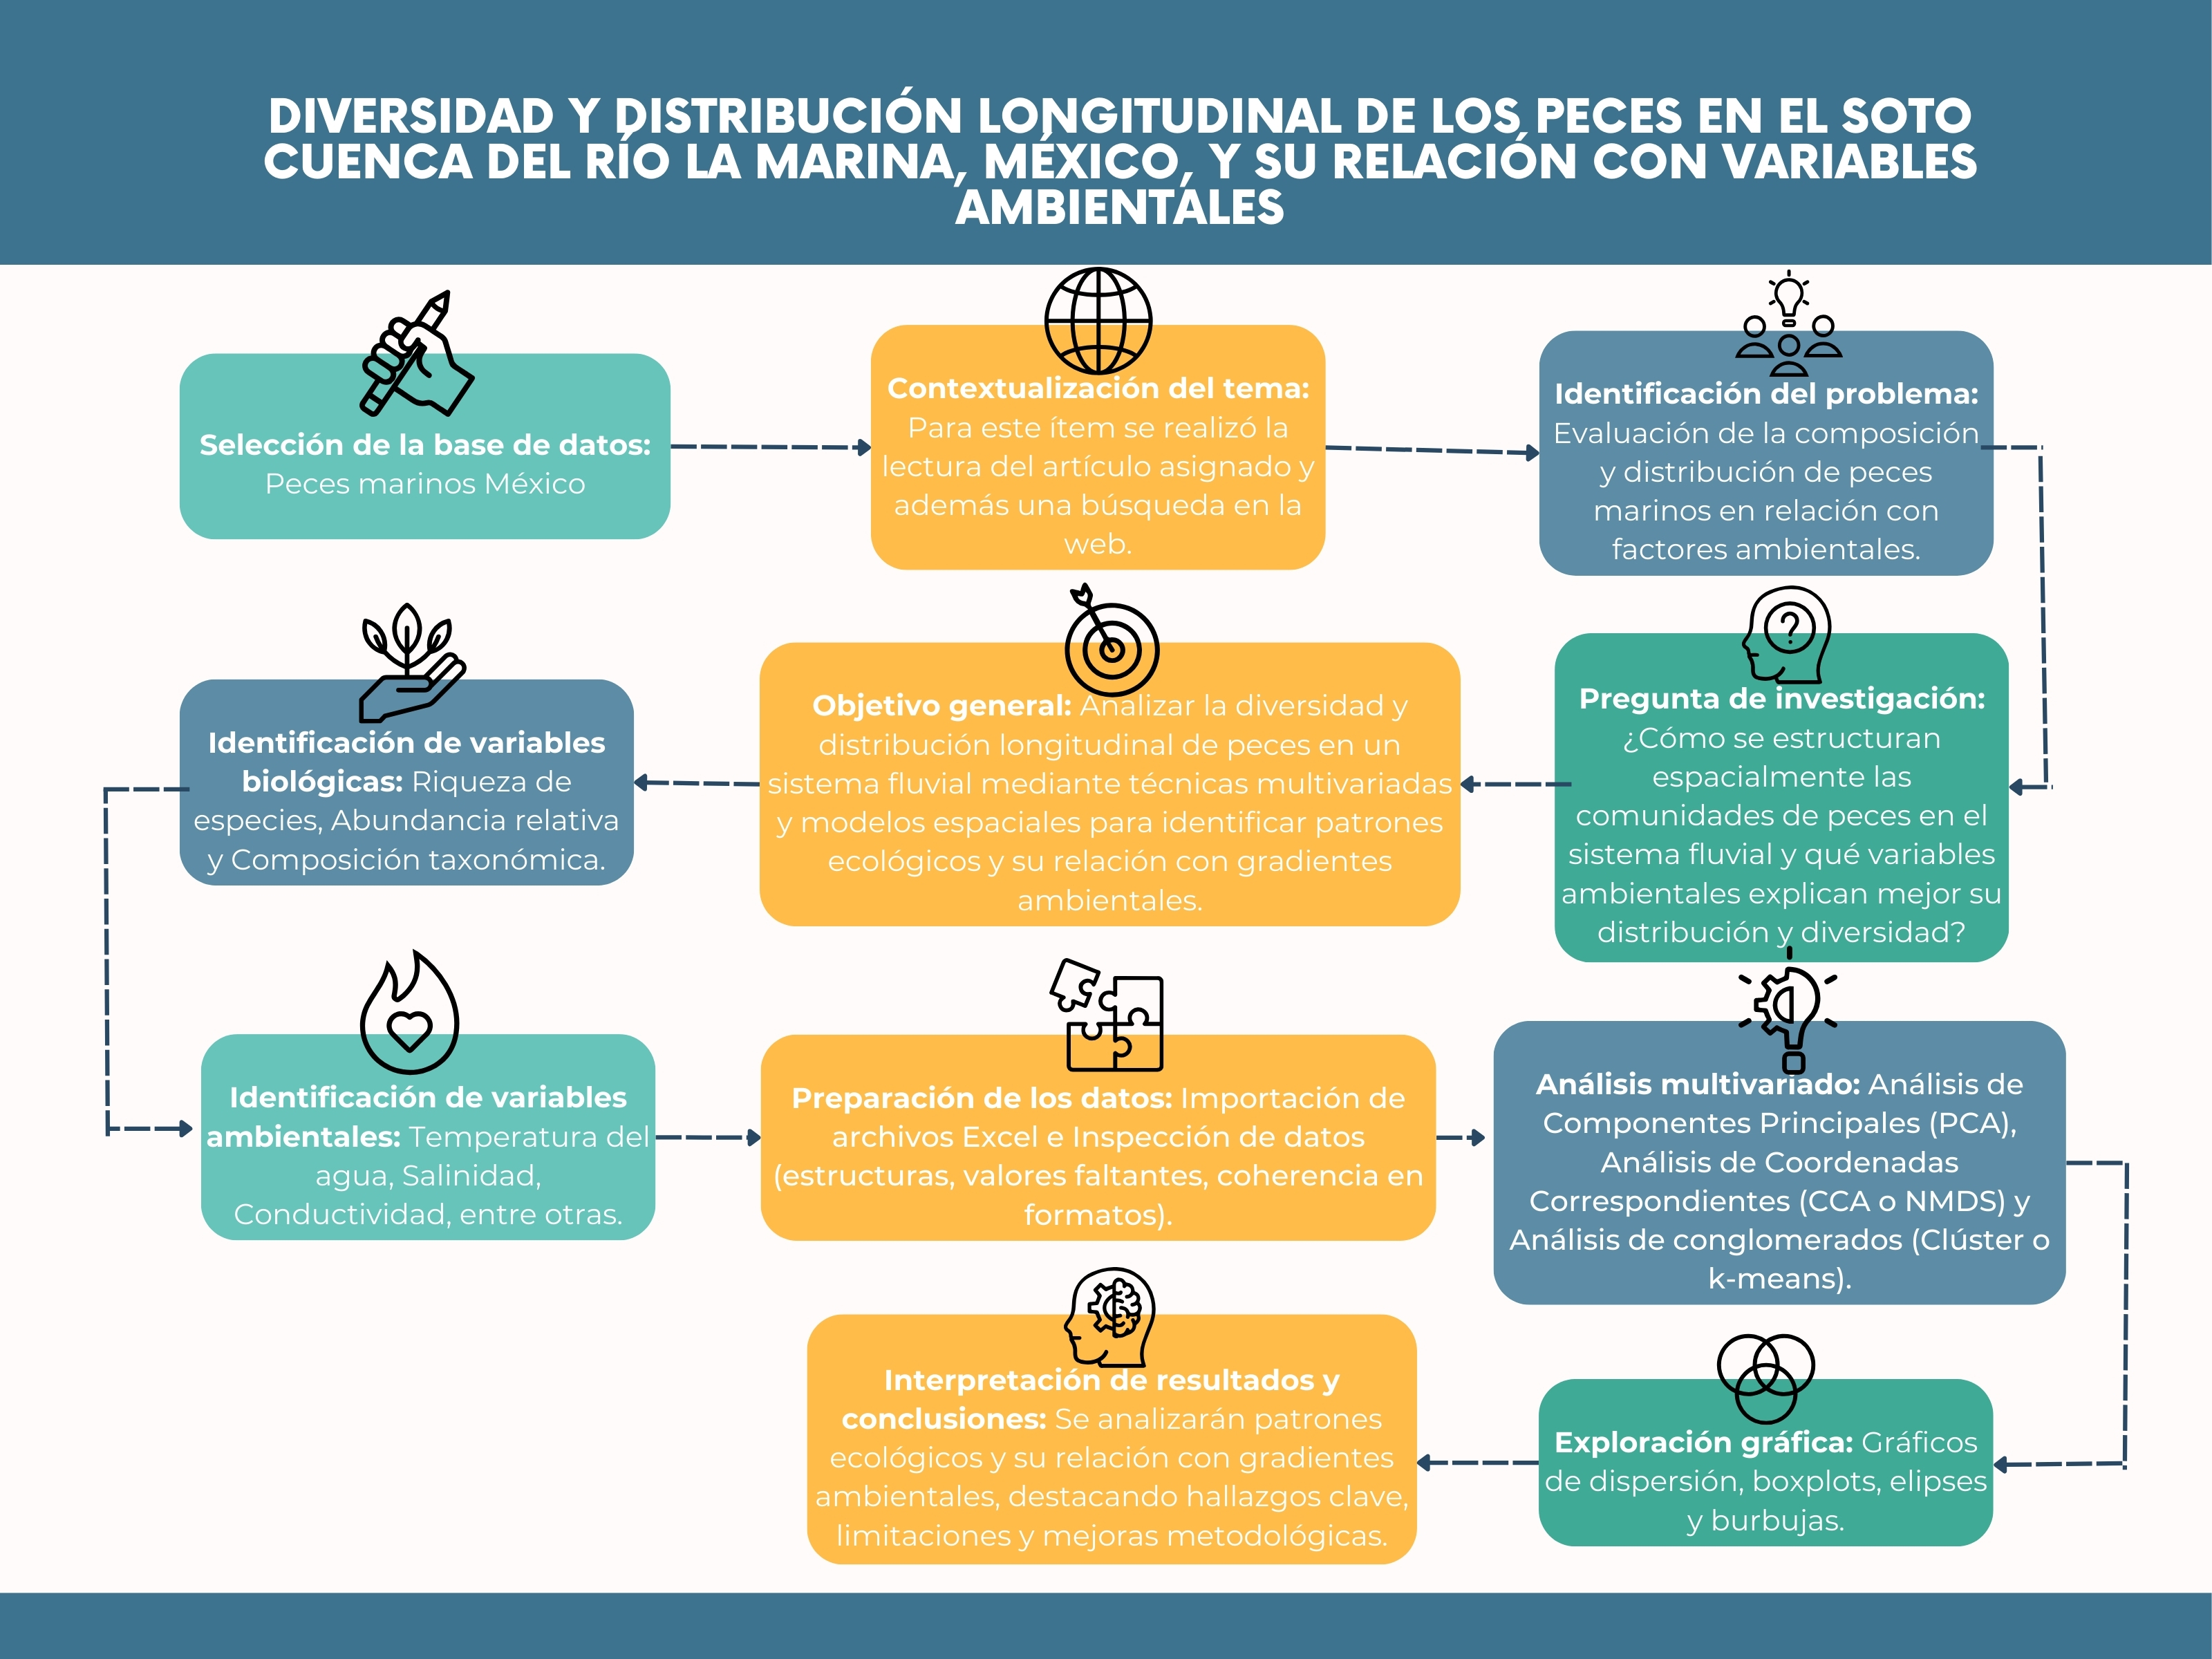 DIVERSIDAD Y DISTRIBUCIÓN LONGITUDINAL DE LOS PECES EN EL SOTO
CUENCA DEL RÍO LA MARINA, MÉXICO, Y SU RELACIÓN CON VARIABLES
ÁMBIENTÁLES
Selección de la base de datos:
Peces marinos México
Contextualización del tema:
Para este ítem se realizó la
lectura del artículo asignado y
además una búsqueda en la
web.
Identificación del problema:
Evaluación de la composición
y distribución de peces
marinos en relación con
factores ambientales.
Pregunta de investigación:
¿Cómo se estructuran
espacialmente las
comunidades de peces en el
sistema fluvial y qué variables
ambientales explican mejor su
distribución y diversidad?
Objetivo general: Analizar la diversidad y
distribución longitudinal de peces en un
sistema fluvial mediante técnicas multivariadas
y modelos espaciales para identificar patrones
ecológicos y su relación con gradientes
ambientales.
Identificación de variables
biológicas: Riqueza de
especies, Abundancia relativa
y Composición taxonómica.
Identificación de variables
ambientales: Temperatura del
agua, Salinidad,
Conductividad, entre otras.
Preparación de los datos: Importación de
archivos Excel e Inspección de datos
(estructuras, valores faltantes, coherencia en
formatos).
Análisis multivariado: Análisis de
Componentes Principales (PCA),
Análisis de Coordenadas
Correspondientes (CCA o NMDS) y
Análisis de conglomerados (Clúster o
k-means).
Exploración gráfica: Gráficos
de dispersión, boxplots, elipses
y burbujas.
Interpretación de resultados y
conclusiones: Se analizarán patrones
ecológicos y su relación con gradientes
ambientales, destacando hallazgos clave,
limitaciones y mejoras metodológicas.